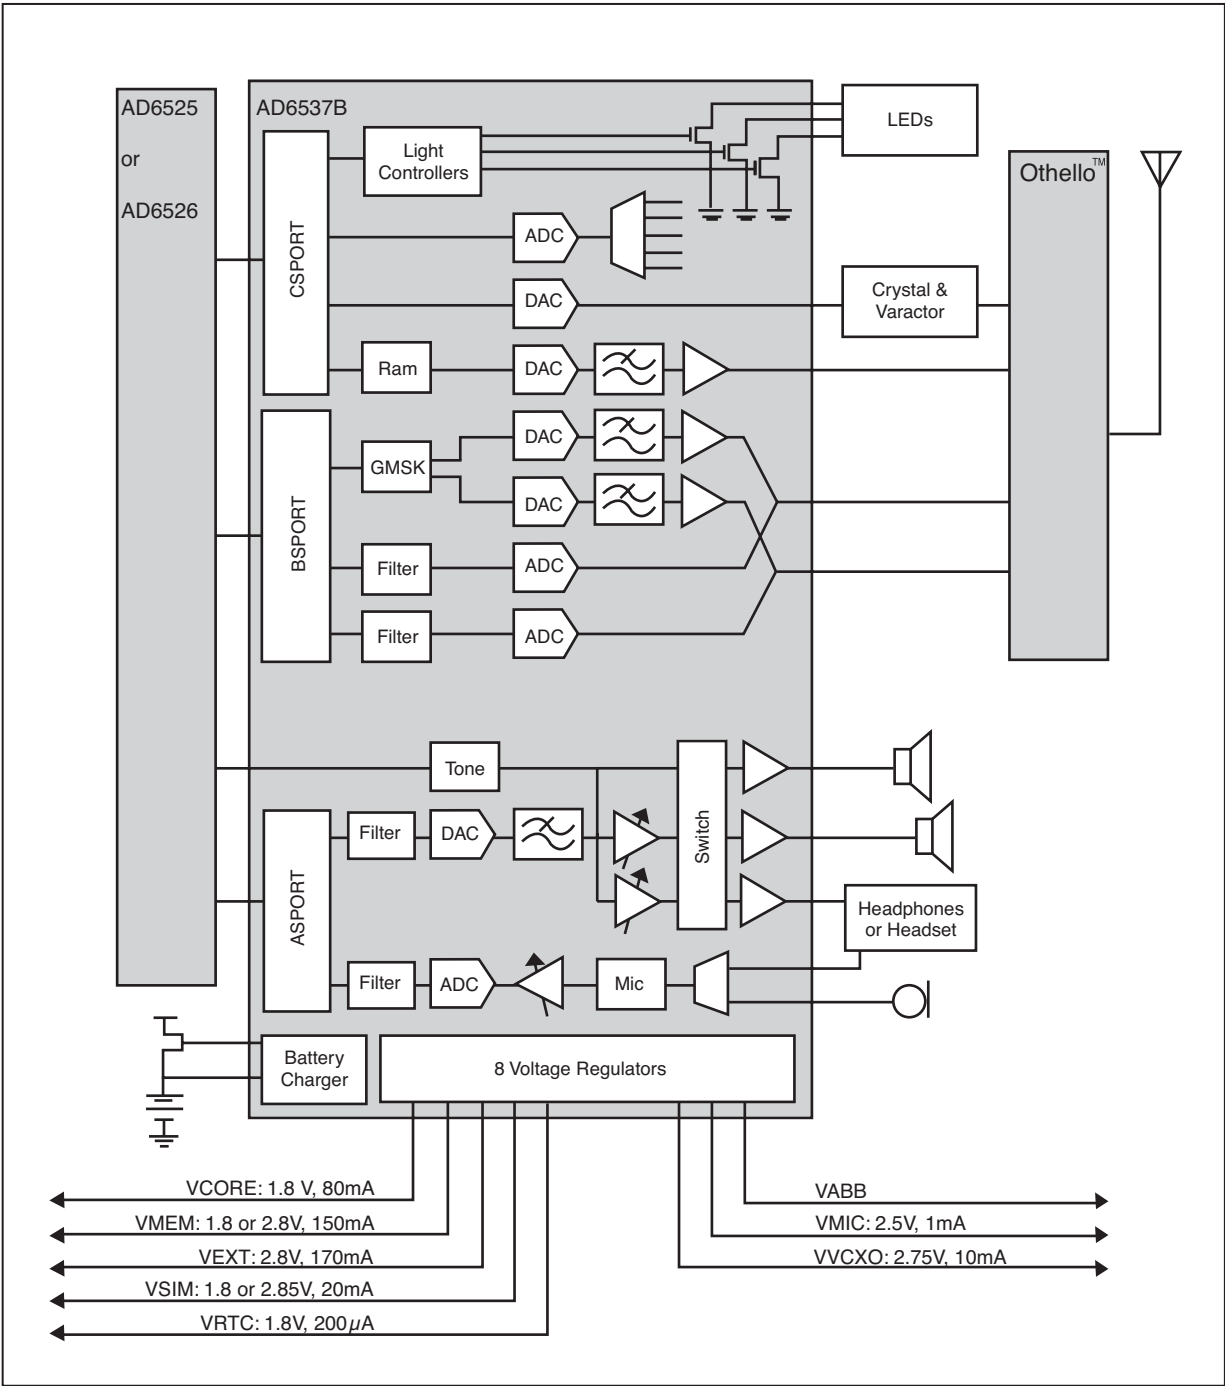 AD6525
or
AD6526
AD6537B
CSPORT
Light
Controllers
LEDs
Othello™
ADC
DAC
Crystal &
Varactor
Ram
DAC
BSPORT
GMSK
DAC
DAC
Filter
ADC
Filter
ADC
Tone
Switch
ASPORT
Filter
DAC
Headphones
or Headset
Filter
ADC
Mic
Battery
Charger
8 Voltage Regulators
VCORE: 1.8 V, 80mA
VMEM: 1.8 or 2.8V, 150mA
VEXT: 2.8V, 170mA
VSIM: 1.8 or 2.85V, 20mA
VRTC: 1.8V, 200µA
VABB
VMIC: 2.5V, 1mA
VVCXO: 2.75V, 10mA